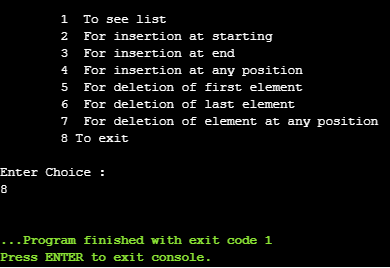 1  To see list
2  For insertion at starting
3  For insertion at end
4  For insertion at any position
5  For deletion of first element
6  For deletion of last element
7  For deletion of element at any position
8 To exit
Enter Choice :
8
...Program finished with exit code 1
Press ENTER to exit console.